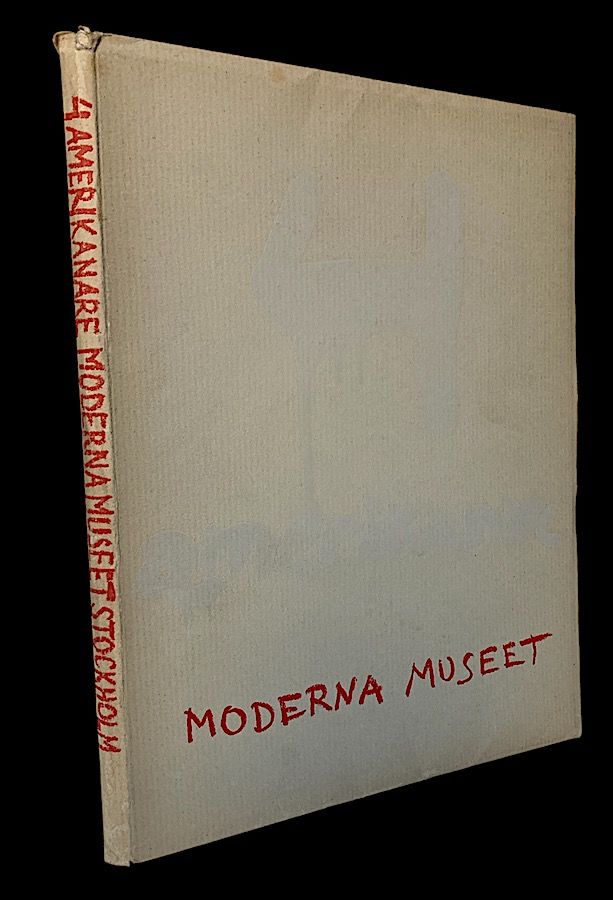 4 AMERIKANARE MODERNA MUSEET STOCKHOLM
MODERNA MUSEET